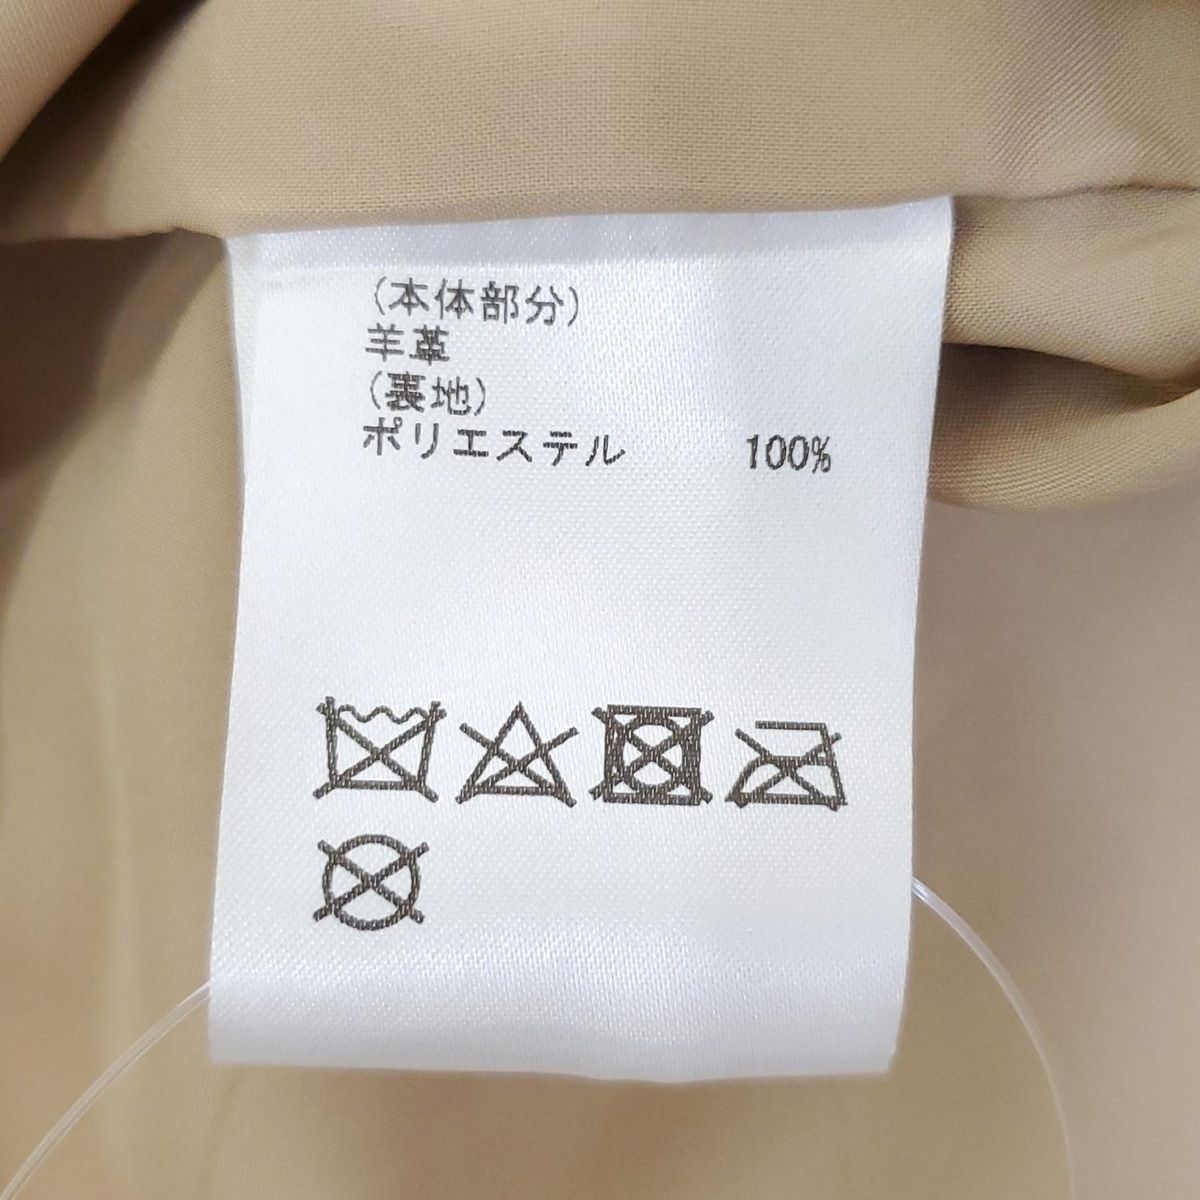 (本体部分)
羊革
(裏地)
ポリエステル 100%